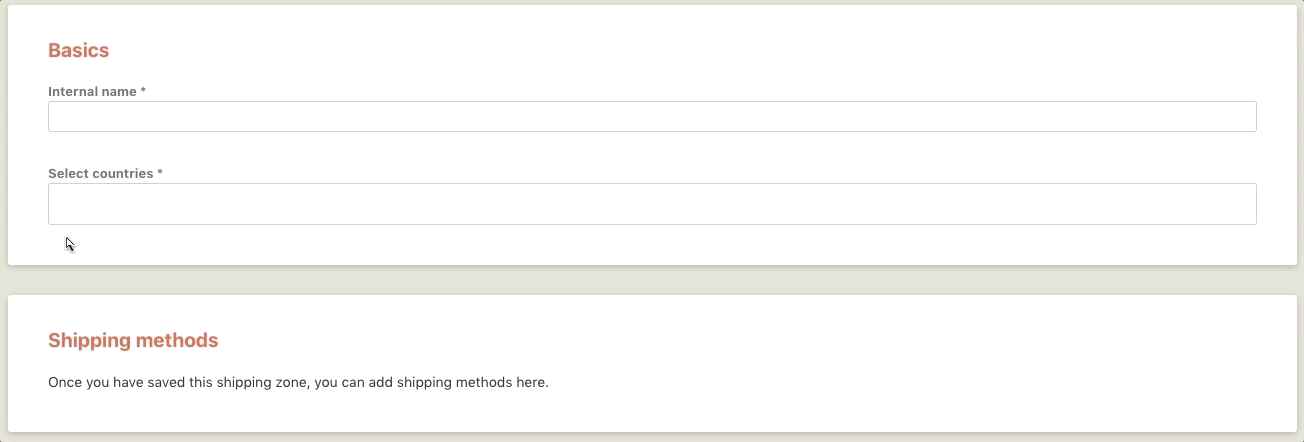 Basics
Internal name *
Select countries *
Shipping methods
Once you have saved this shipping zone, you can add shipping methods here.